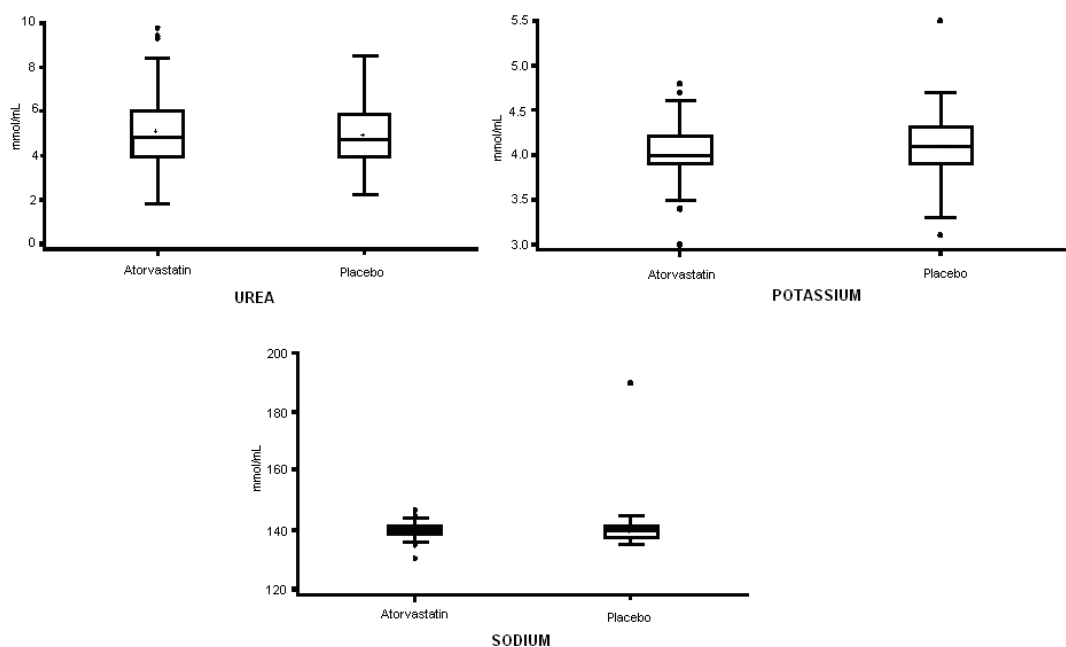 10
8
6
4
2
0
mmol/mL
Atorvastatin
Placebo
UREA
5.5
5.0
4.5
4.0
3.5
3.0
mmol/mL
Atorvastatin
Placebo
POTASSIUM
200
180
160
140
120
mmol/mL
Atorvastatin
Placebo
SODIUM